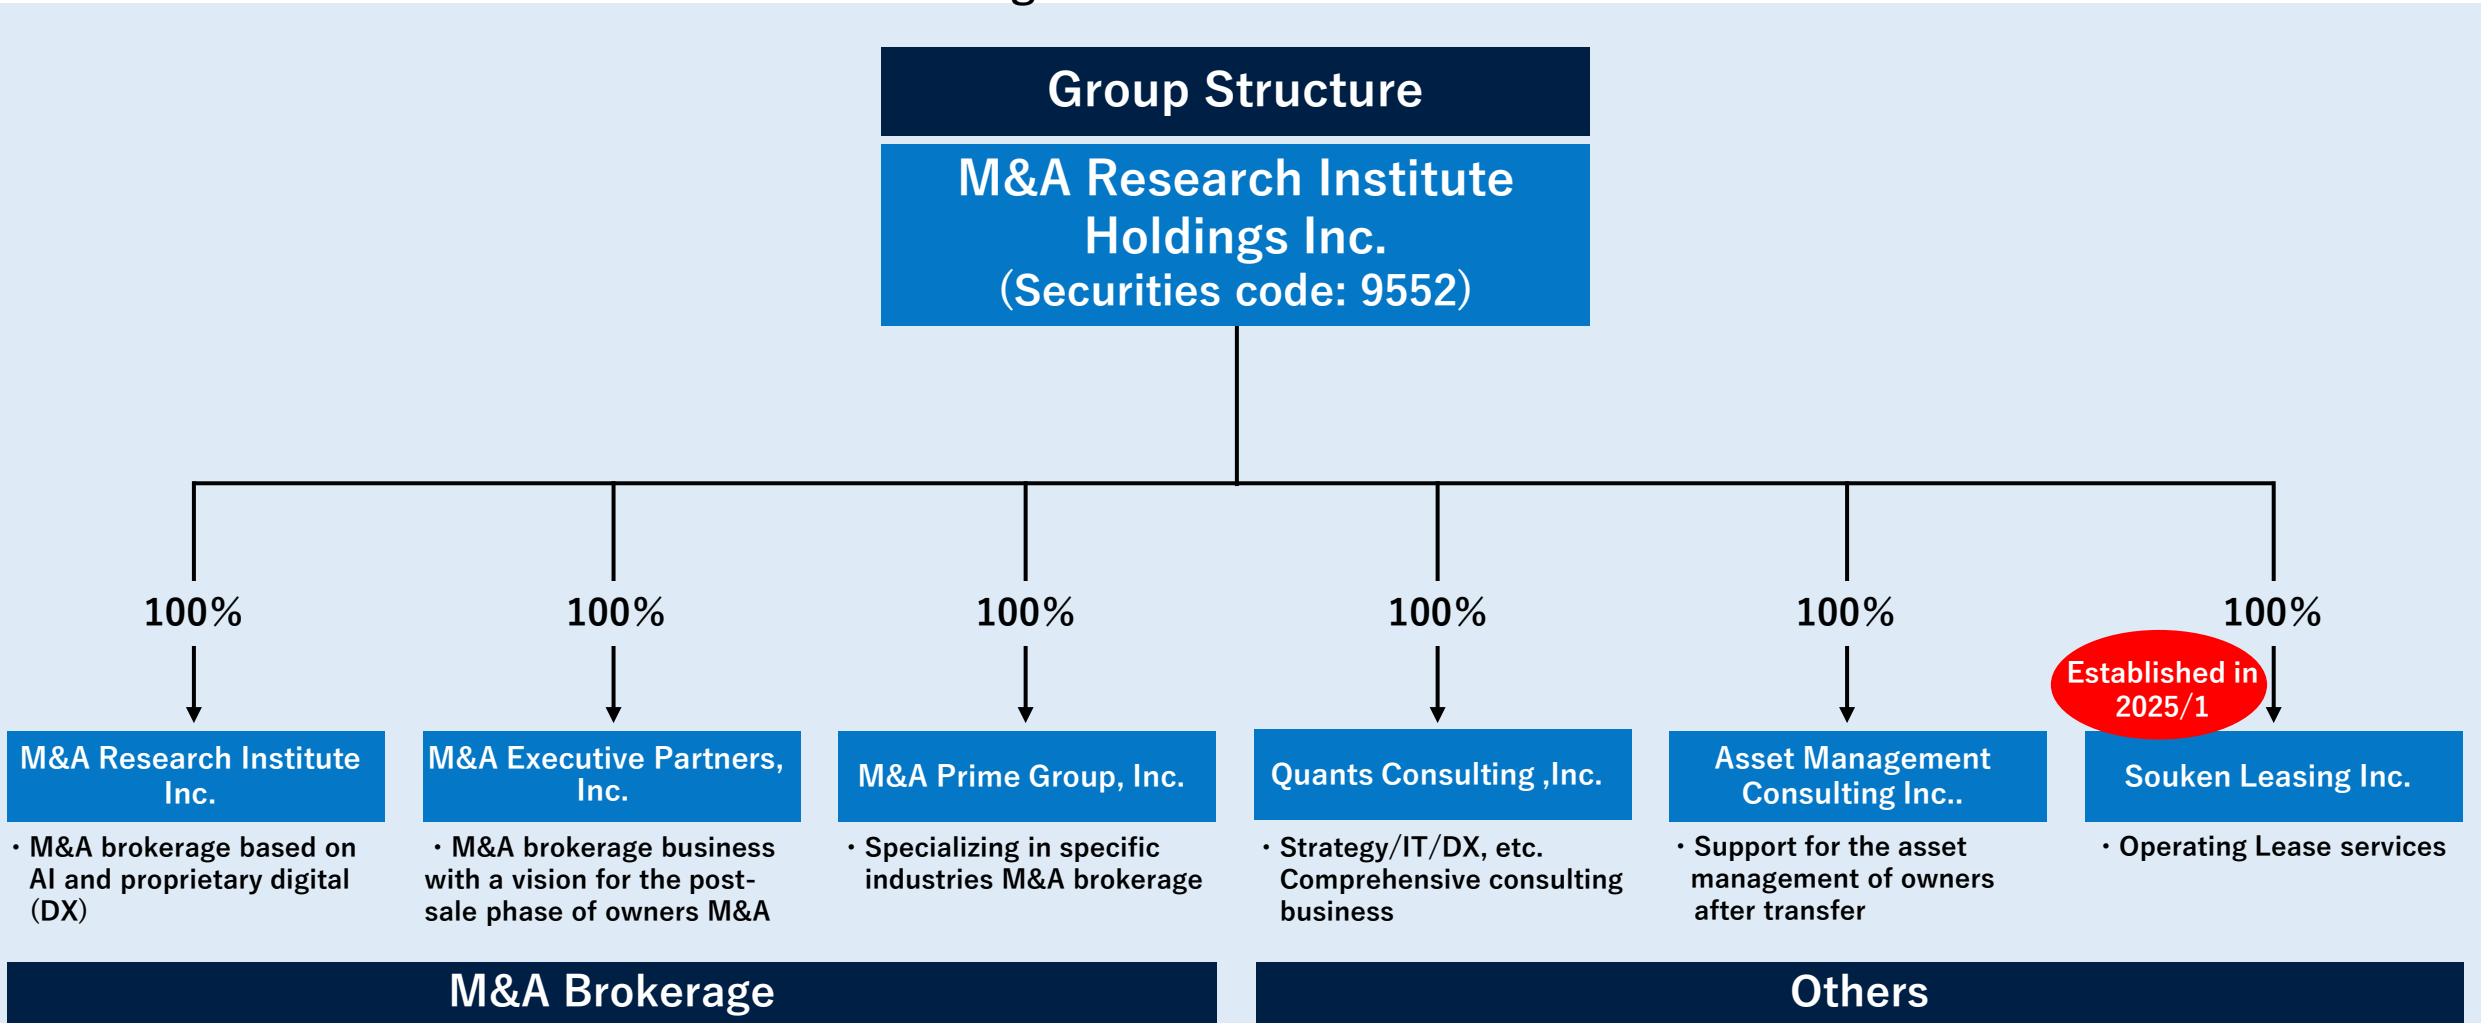 Group Structure
M&A Research Institute
Holdings Inc.
(Securities code: 9552)
100%
100%
100%
100%
100%
100%
Established in
2025/1
M&A Research Institute
Inc.
・M&A brokerage based on
AI and proprietary digital
(DX)
M&A Executive Partners,
Inc.
・M&A brokerage business
with a vision for the post-
sale phase of owners M&A
M&A Prime Group, Inc.
・Specializing in specific
industries M&A brokerage
Quants Consulting ,Inc.
・Strategy/IT/DX, etc.
Comprehensive consulting
business
Asset Management
Consulting Inc..
・Support for the asset
management of owners
after transfer
Souken Leasing Inc.
・Operating Lease services
M&A Brokerage
Others